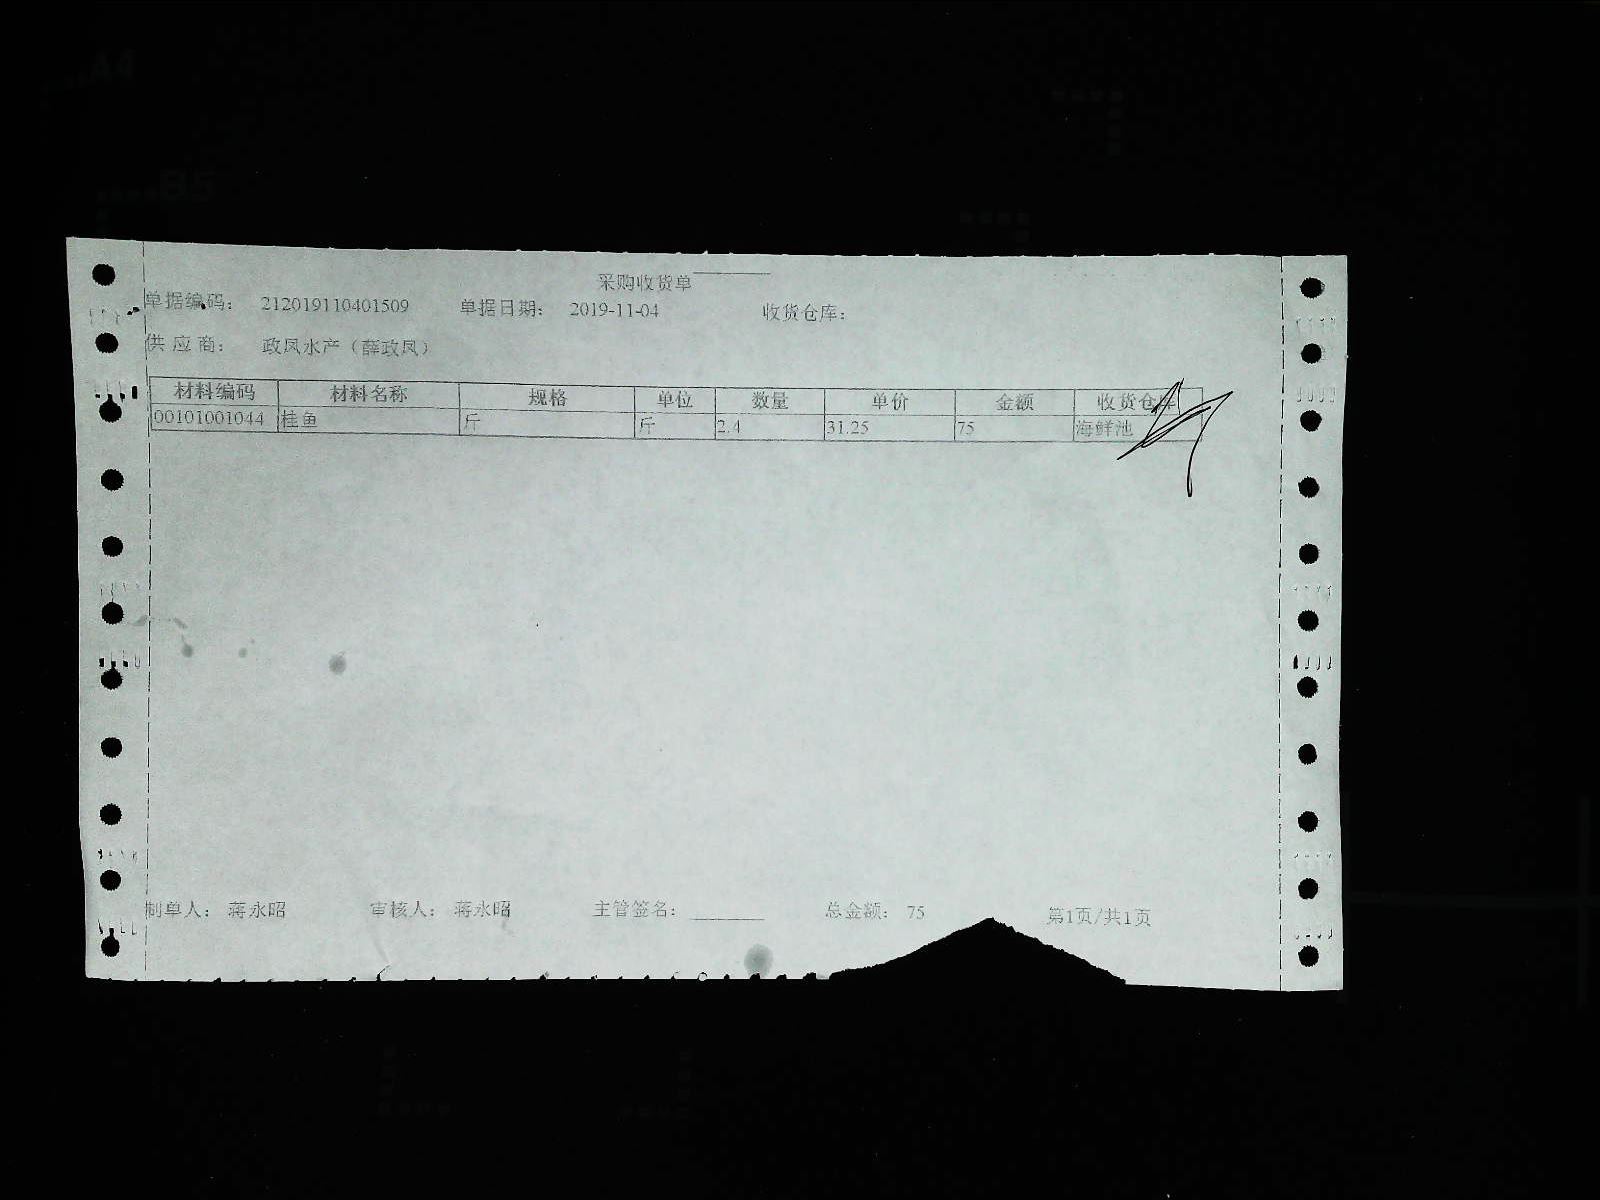 A4
B5
采购收货单
单据编码： 212019110401509 单据日期： 2019-11-04 收货仓库：
供应商： 政凤水产（薛政凤）
材料编码 材料名称 规格 单位 数量 单价 金额 收货仓库
00101001044 桂鱼 斤 斤 2.4 31.25 75 海鲜池
制单人： 蒋永昭 审核人： 蒋永昭 主管签名： 总金额： 75 第1页/共1页